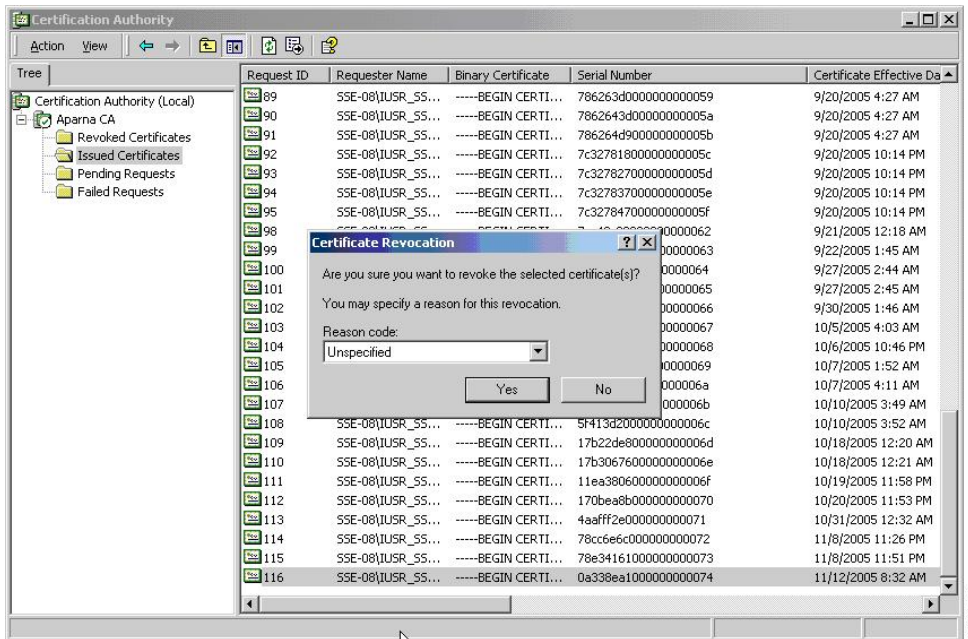 Certification Authority
Action View
Tree
Certification Authority (Local)
Aparna CA
Revoked Certificates
Issued Certificates
Pending Requests
Failed Requests
Request ID Requester Name Binary Certificate Serial Number Certificate Effective Da
89 SSE-08\IUSR_SS... -----BEGIN CERTI... 786263d0000000000059 9/20/2005 4:27 AM
90 SSE-08\IUSR_SS... -----BEGIN CERTI... 7862643d00000000005a 9/20/2005 4:27 AM
91 SSE-08\IUSR_SS... -----BEGIN CERTI... 786264d900000000005b 9/20/2005 4:27 AM
92 SSE-08\IUSR_SS... -----BEGIN CERTI... 7c32781800000000005c 9/20/2005 10:14 PM
93 SSE-08\IUSR_SS... -----BEGIN CERTI... 7c32782700000000005d 9/20/2005 10:14 PM
94 SSE-08\IUSR_SS... -----BEGIN CERTI... 7c32783700000000005e 9/20/2005 10:14 PM
95 SSE-08\IUSR_SS... -----BEGIN CERTI... 7c32784700000000005f 9/20/2005 10:14 PM
98 9/21/2005 12:18 AM
99 9/22/2005 1:45 AM
100 9/27/2005 2:44 AM
101 9/27/2005 2:45 AM
102 9/30/2005 1:46 AM
103 10/5/2005 4:03 AM
104 10/6/2005 10:46 PM
105 10/7/2005 1:52 AM
106 10/7/2005 4:11 AM
107 10/10/2005 3:49 AM
108 SSE-08\IUSR_SS... -----BEGIN CERTI... 5f413d2000000000006c 10/10/2005 3:52 AM
109 SSE-08\IUSR_SS... -----BEGIN CERTI... 17b22de800000000006d 10/18/2005 12:20 AM
110 SSE-08\IUSR_SS... -----BEGIN CERTI... 17b3067600000000006e 10/18/2005 12:21 AM
111 SSE-08\IUSR_SS... -----BEGIN CERTI... 11ea380600000000006f 10/19/2005 11:58 PM
112 SSE-08\IUSR_SS... -----BEGIN CERTI... 170bea8b000000000070 10/20/2005 11:53 PM
113 SSE-08\IUSR_SS... -----BEGIN CERTI... 4aafff2e000000000071 10/31/2005 12:32 AM
114 SSE-08\IUSR_SS... -----BEGIN CERTI... 78cc6e6c000000000072 11/8/2005 11:26 PM
115 SSE-08\IUSR_SS... -----BEGIN CERTI... 78e34161000000000073 11/8/2005 11:51 PM
116 SSE-08\IUSR_SS... -----BEGIN CERTI... 0a338ea1000000000074 11/12/2005 8:32 AM
Certificate Revocation
Are you sure you want to revoke the selected certificate(s)?
You may specify a reason for this revocation.
Reason code:
Unspecified
Yes No